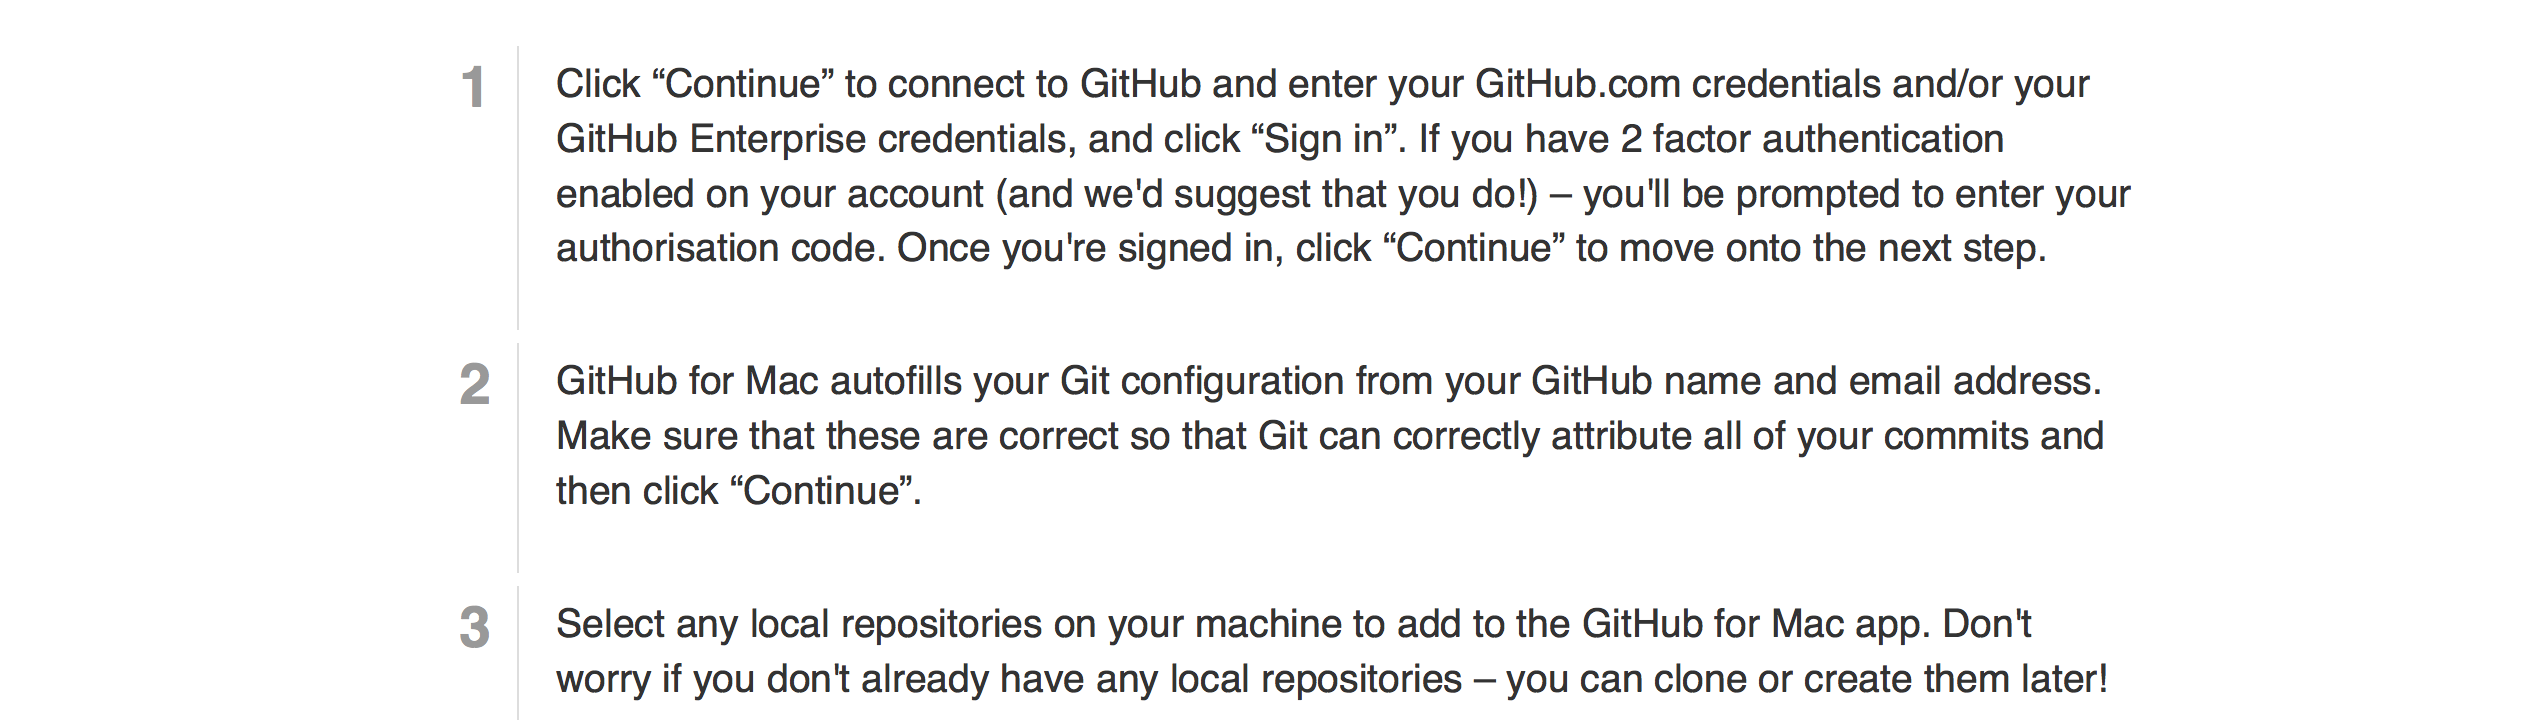 1
Click “Continue” to connect to GitHub and enter your GitHub.com credentials and/or your
GitHub Enterprise credentials, and click “Sign in”. If you have 2 factor authentication
enabled on your account (and we'd suggest that you do!) – you'll be prompted to enter your
authorisation code. Once you're signed in, click “Continue” to move onto the next step.
2
GitHub for Mac autofills your Git configuration from your GitHub name and email address.
Make sure that these are correct so that Git can correctly attribute all of your commits and
then click “Continue”.
3
Select any local repositories on your machine to add to the GitHub for Mac app. Don't
worry if you don't already have any local repositories – you can clone or create them later!